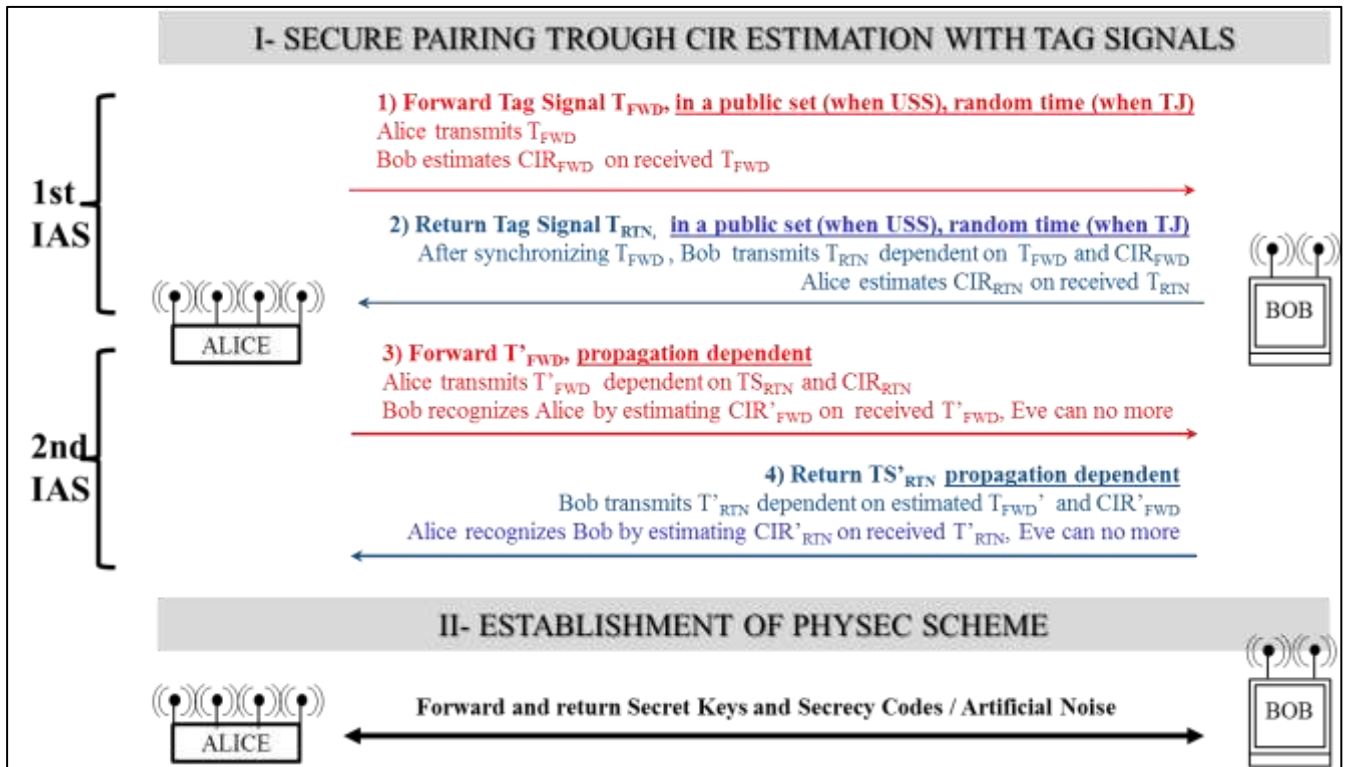 I- SECURE PAIRING TROUGH CIR ESTIMATION WITH TAG SIGNALS
1st
IAS
1) Forward Tag Signal TFWD, in a public set (when USS), random time (when TJ)
Alice transmits TFWD
Bob estimates CIRFWD on received TFWD
2) Return Tag Signal TRTN, in a public set (when USS), random time (when TJ)
After synchronizing TFWD, Bob transmits TRTN dependent on TFWD and CIRFWD
Alice estimates CIRRTN on received TRTN
ALICE
BOB
2nd
IAS
3) Forward T'FWD, propagation dependent
Alice transmits T'FWD dependent on TSRTN and CIRRTN
Bob recognizes Alice by estimating CIR'FWD on received T'FWD, Eve can no more
4) Return TS'RTN propagation dependent
Bob transmits T'RTN dependent on estimated TFWD' and CIR'FWD
Alice recognizes Bob by estimating CIR'RTN on received T'RTN, Eve can no more
II- ESTABLISHMENT OF PHYSEC SCHEME
Forward and return Secret Keys and Secrecy Codes / Artificial Noise
ALICE
BOB